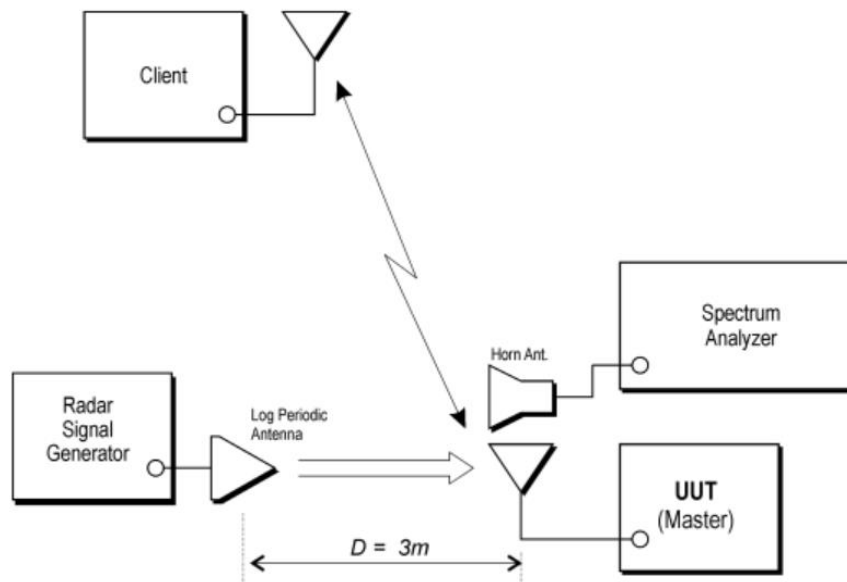 Client
Spectrum
Analyzer
Horn Ant.
Radar
Signal
Generator
Log Periodic
Antenna
UUT
(Master)
D = 3m